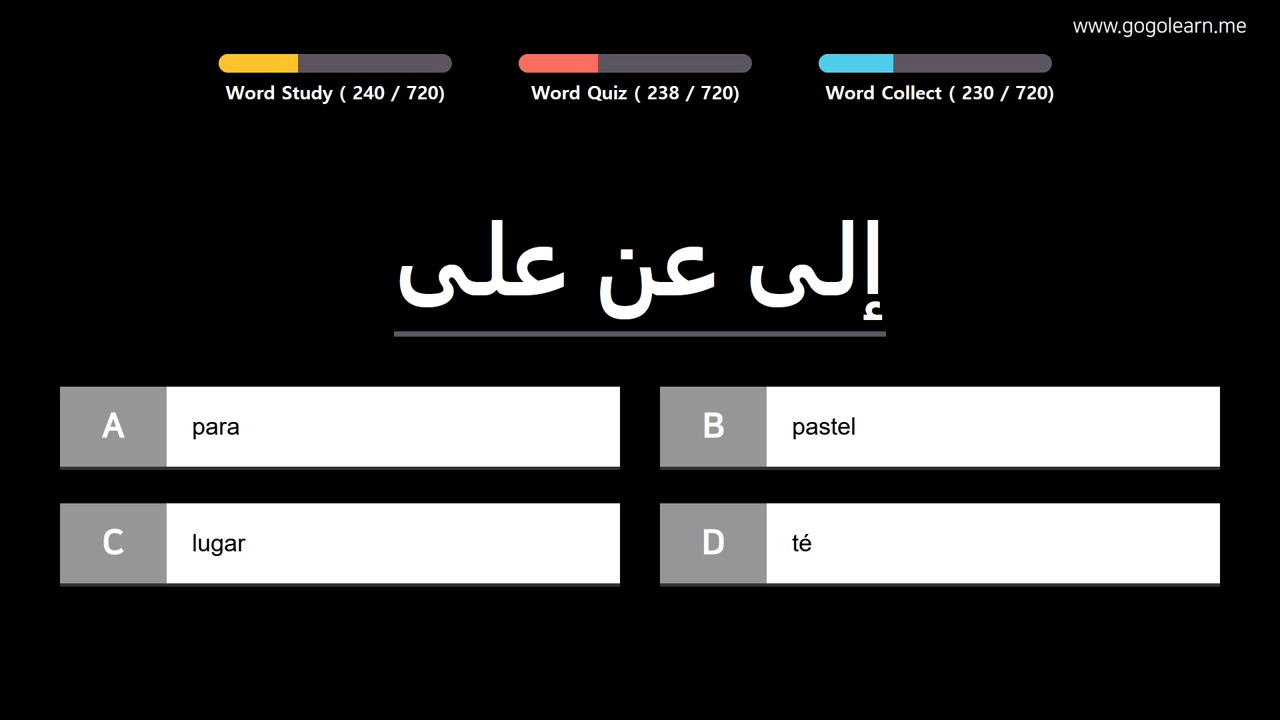 www.gogolearn.me
Word Study ( 240 / 720)
Word Quiz ( 238 / 720)
Word Collect ( 230 / 720)
إلى عن على
A para
B pastel
C lugar
D té